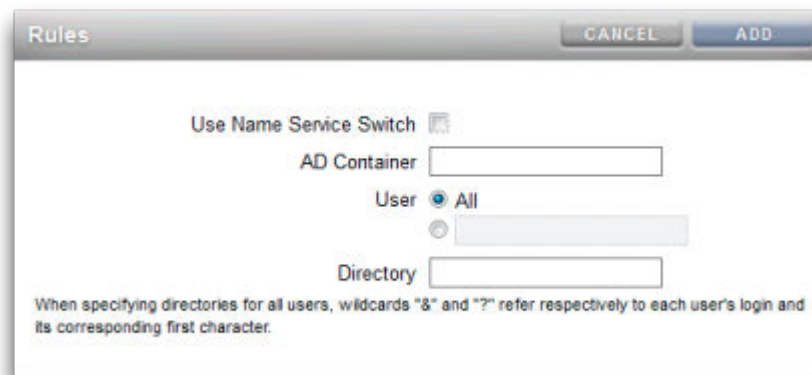 Rules
CANCEL
ADD
Use Name Service Switch
AD Container
User
All
Directory
When specifying directories for all users, wildcards "&" and "?" refer respectively to each user's login and
its corresponding first character.